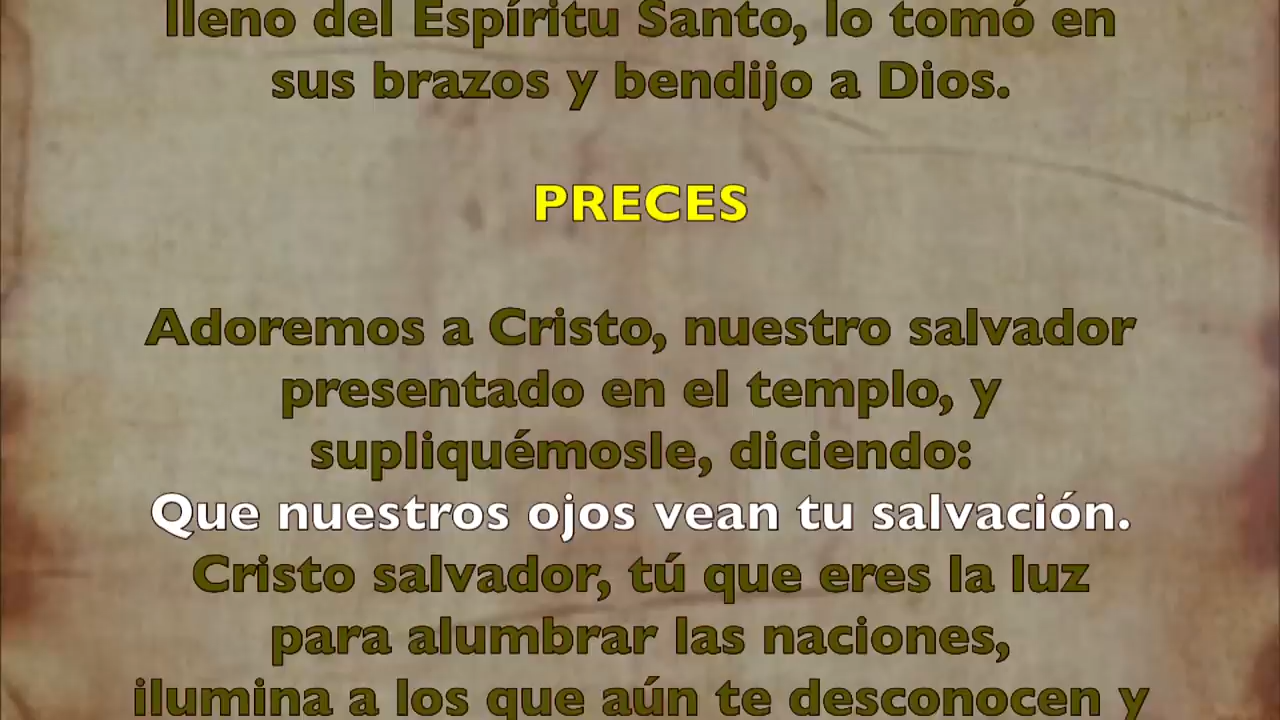 lleno del Espíritu Santo, lo tomó en
sus brazos y bendijo a Dios.
PRECES
Adoremos a Cristo, nuestro salvador
presentado en el templo, y
supliquémosle, diciendo:
Que nuestros ojos vean tu salvación.
Cristo salvador, tú que eres la luz
para alumbrar las naciones,
ilumina a los que aún te desconocen y